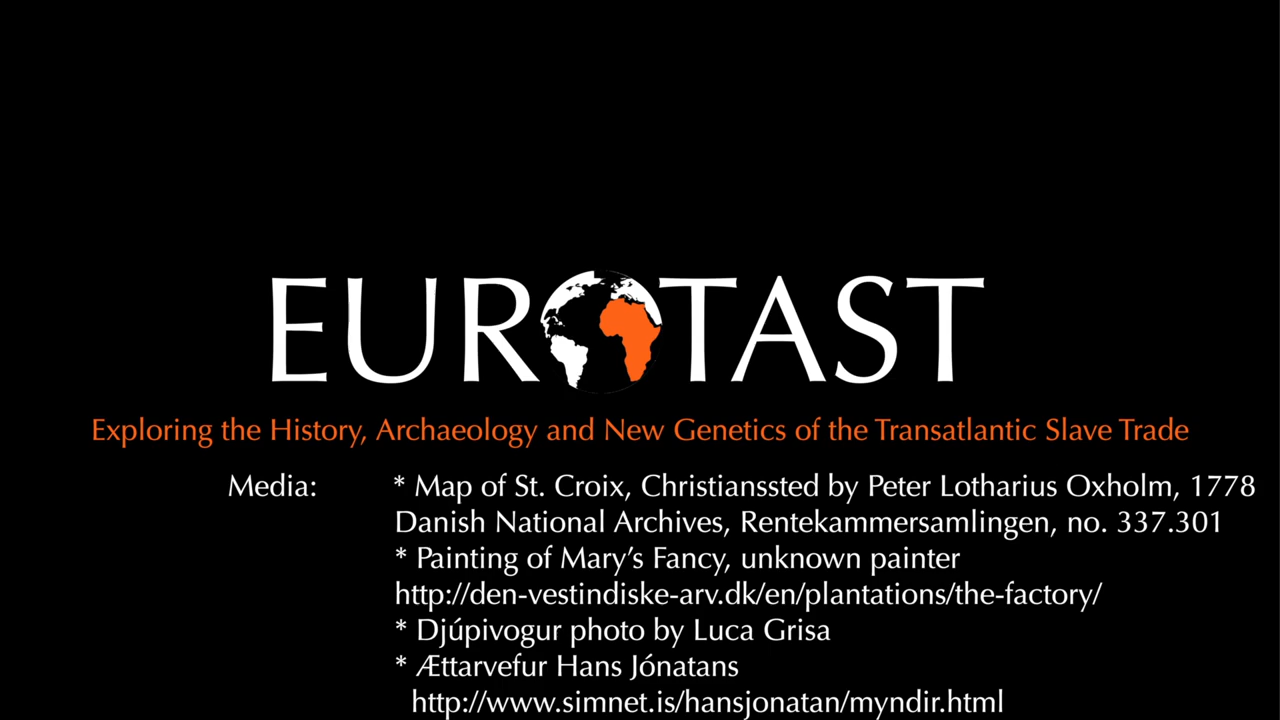 EUROTAST
Exploring the History, Archaeology and New Genetics of the Transatlantic Slave Trade
Media: * Map of St. Croix, Christianssted by Peter Lotharius Oxholm, 1778
Danish National Archives, Rentekammersamlingen, no. 337.301
* Painting of Mary’s Fancy, unknown painter
http://den-vestindiske-arv.dk/en/plantations/the-factory/
* Djúpivogur photo by Luca Grisa
* Ættarvefur Hans Jónatans
http://www.simnet.is/hansjonatan/myndir.html